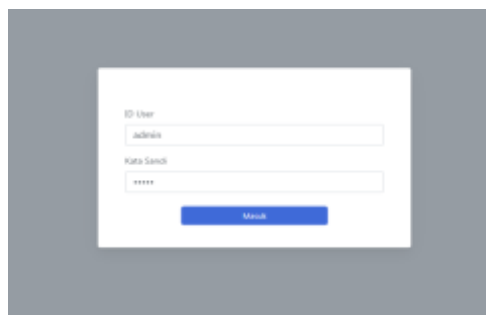 ID User
admin
Kata Sandi
*****
Masuk